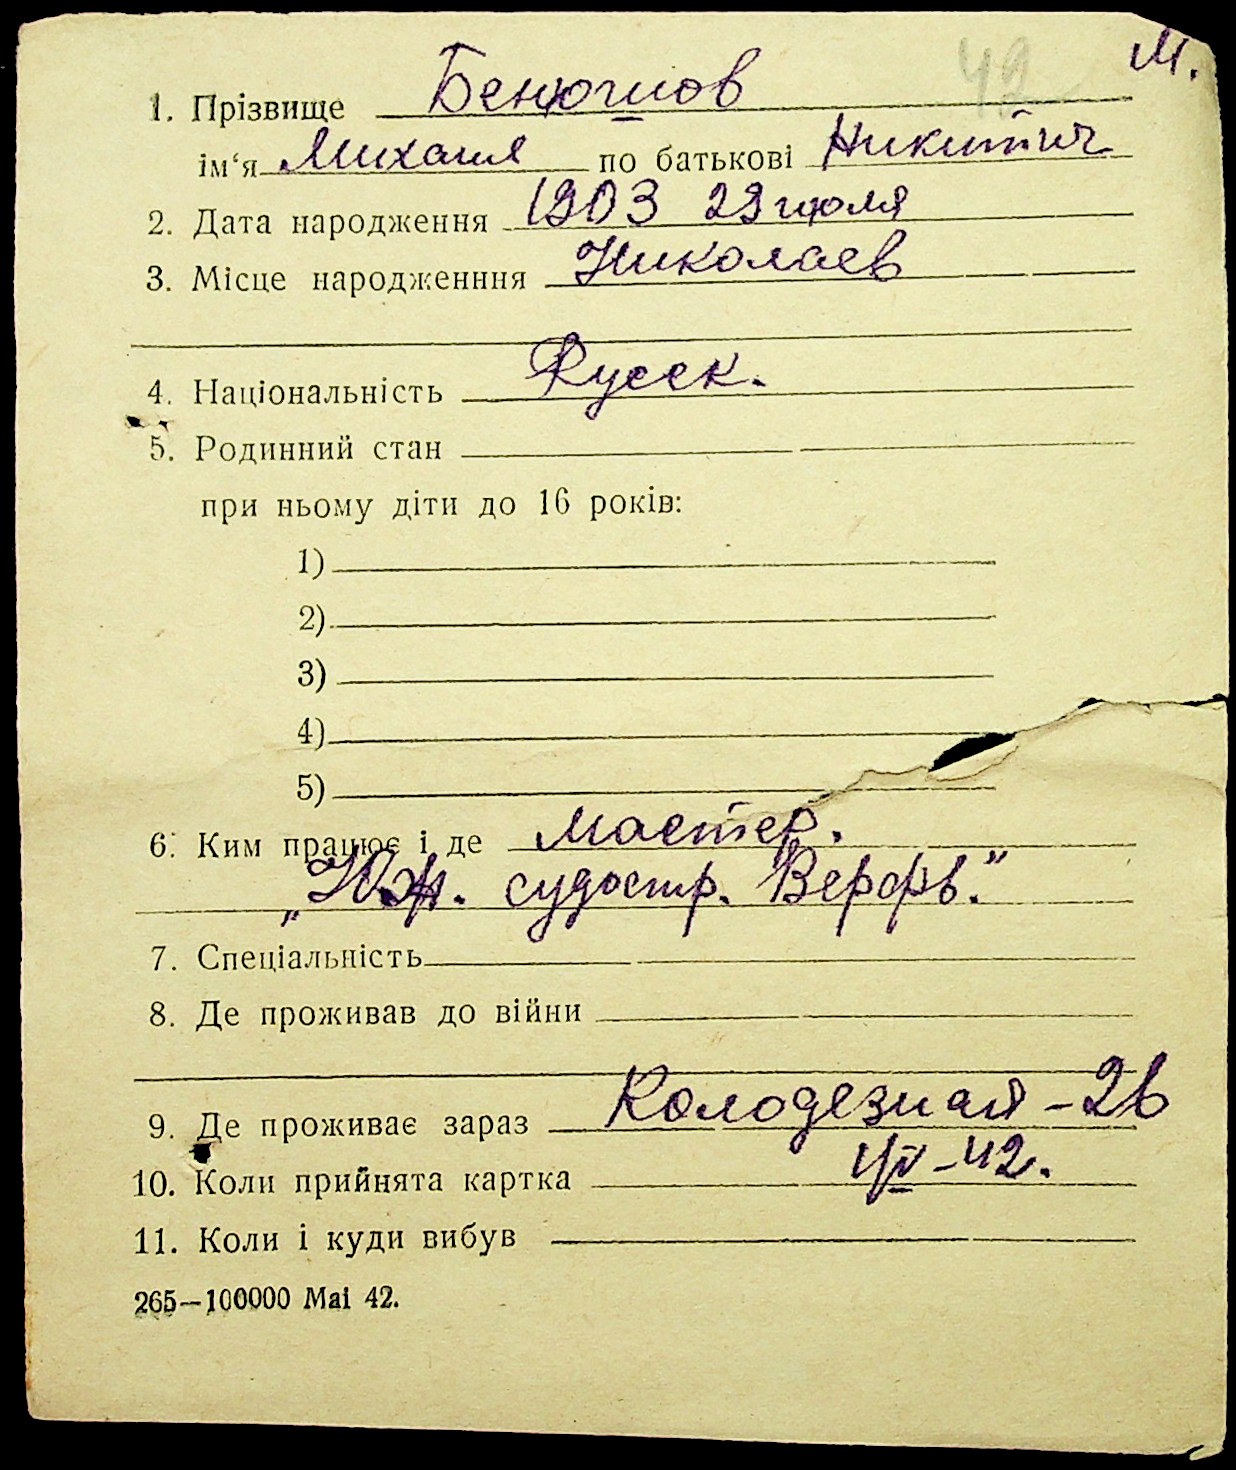 42 М.
1. Прізвище Бенюшов
ім‘я Михаил по батькові Никитич
2. Дата народження 1903 29 июля
3. Місце народженння Николаев
4. Національність Русск.
5. Родинний стан
при ньому діти до 16 років:
1)
2)
3)
4)
5)
6. Ким працює і де мастер.
„Юж. судостр. Верфь.”
7. Спеціальність
8. Де проживав до війни
9. Де проживає зараз Колодезная-2в
10. Коли прийнята картка -42.
11. Коли і куди вибув
265—100000 Mai 42.